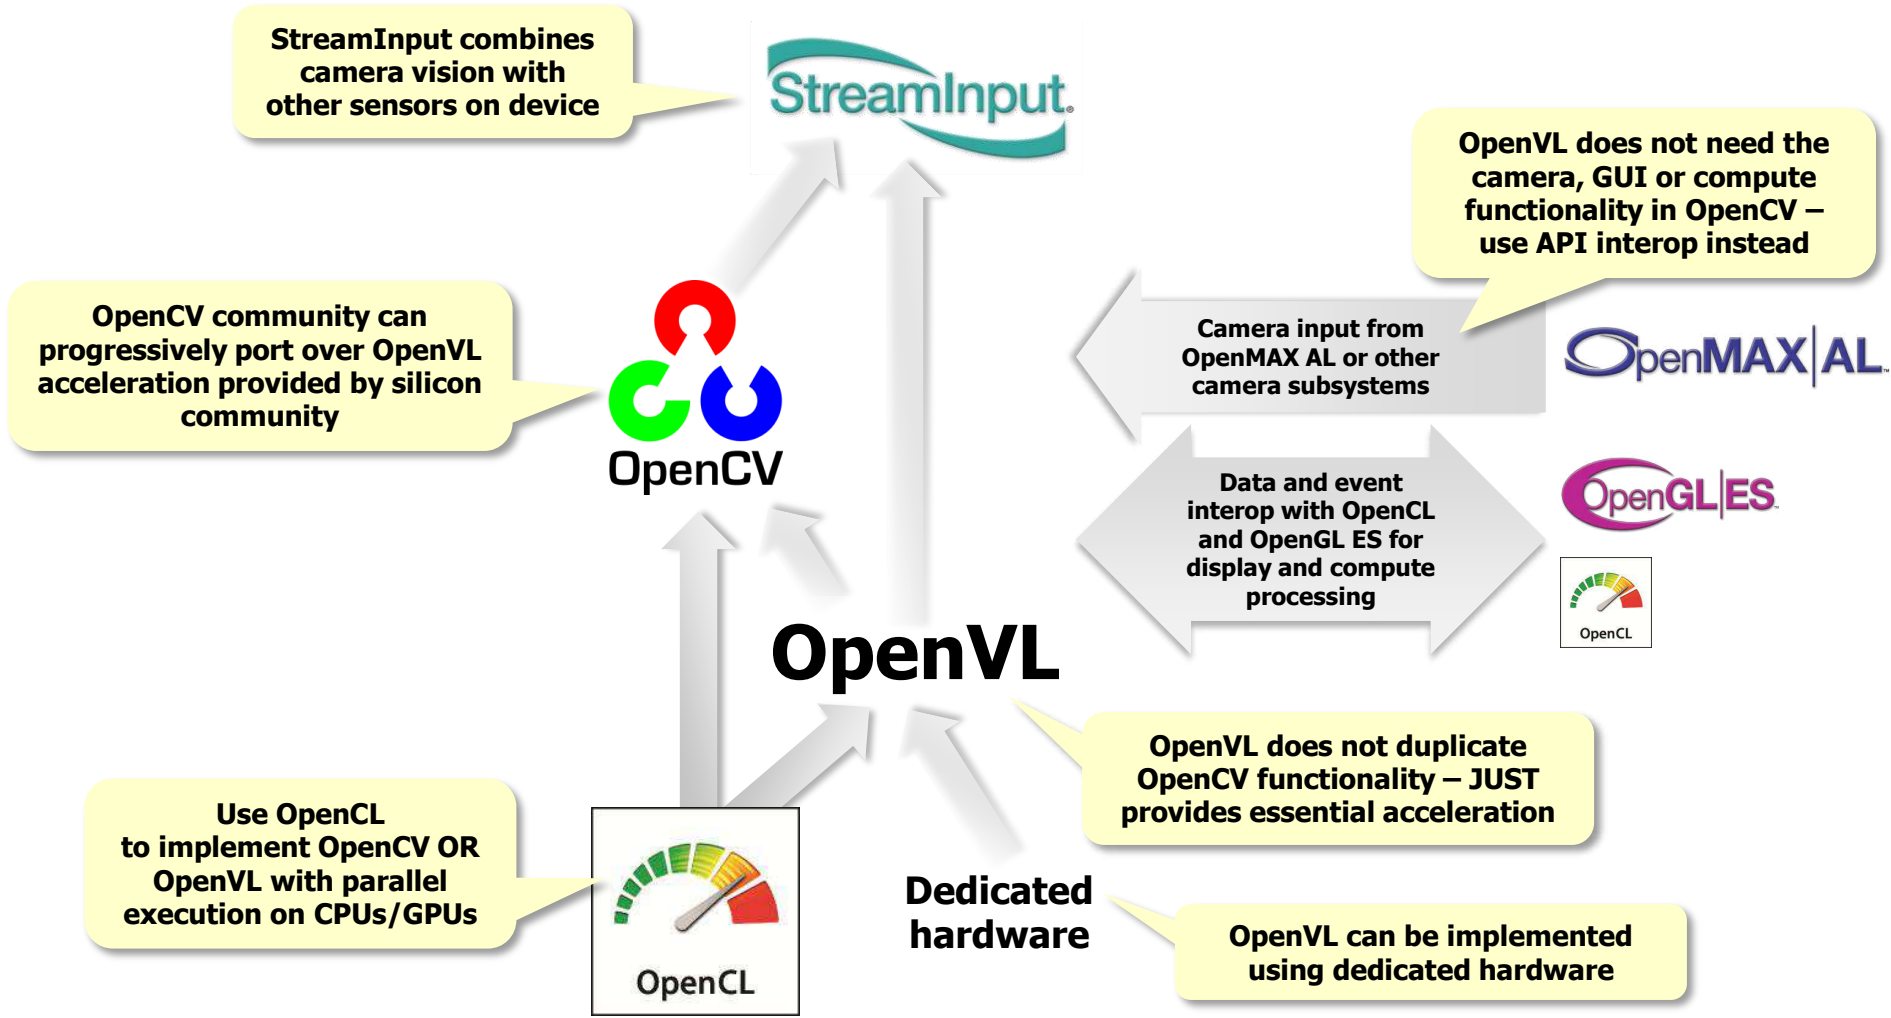 StreamInput combines
camera vision with
other sensors on device
StreamInput®
OpenVL does not need the
camera, GUI or compute
functionality in OpenCV –
use API interop instead
OpenCV community can
progressively port over OpenVL
acceleration provided by silicon
community
OpenCV
Camera input from
OpenMAX AL or other
camera subsystems
OpenMAX|AL™
Data and event
interop with OpenCL
and OpenGL ES for
display and compute
processing
OpenGL|ES
OpenCL
OpenVL
OpenVL does not duplicate
OpenCV functionality – JUST
provides essential acceleration
Use OpenCL
to implement OpenCV OR
OpenVL with parallel
execution on CPUs/GPUs
OpenCL
Dedicated
hardware
OpenVL can be implemented
using dedicated hardware